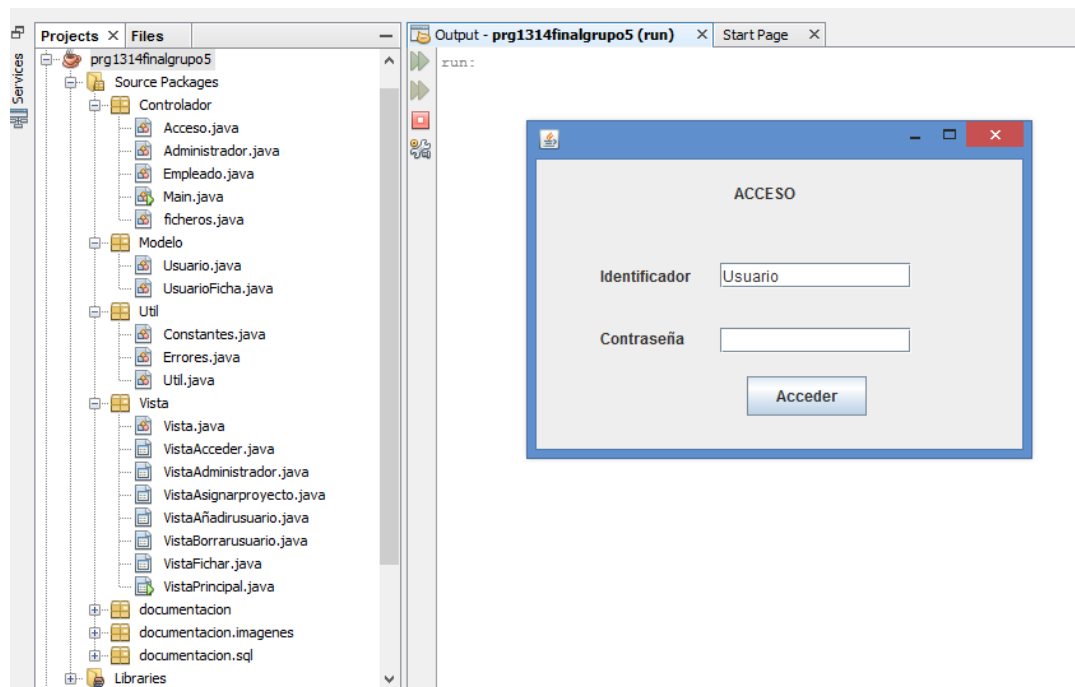 Services
Projects × Files
prg1314finalgrupo5
Source Packages
Controlador
Acceso.java
Administrador.java
Empleado.java
Main.java
ficheros.java
Modelo
Usuario.java
UsuarioFicha.java
Util
Constantes.java
Errores.java
Util.java
Vista
Vista.java
VistaAcceder.java
VistaAdministrador.java
VistaAsignarproyecto.java
VistaAñadirusuario.java
VistaBorrarusuario.java
VistaFichar.java
VistaPrincipal.java
documentacion
documentacion.imagenes
documentacion.sql
Libraries
Output - prg1314finalgrupo5 (run) × Start Page ×
run:
ACCESO
Identificador Usuario
Contraseña
Acceder